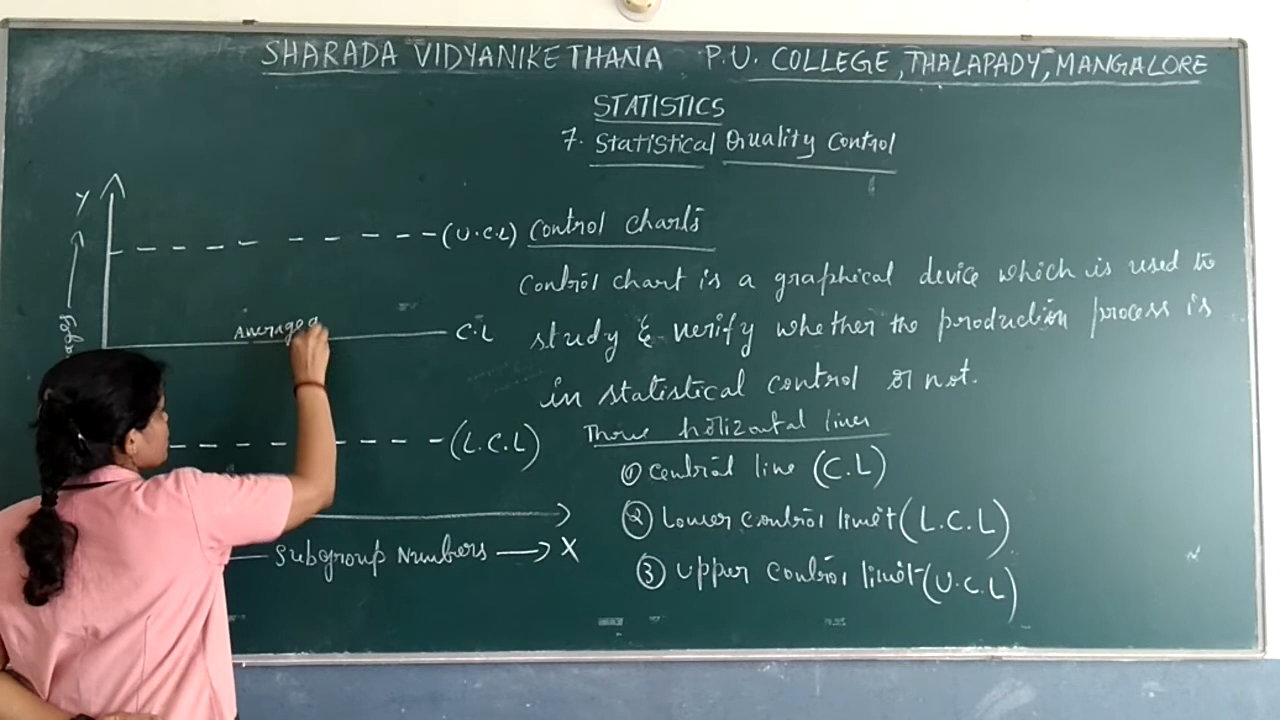 SHARADA VIDYANIKETHANA P.U. COLLEGE, THALAPADY, MANGALORE
STATISTICS
7. Statistical Quality Control
Y
(U.C.L)
Average
C.L
(L.C.L)
Subgroup Numbers → X
Control Charts
Control chart is a graphical device which is used to
study & verify whether the production process is
in statistical control or not.
Three horizontal lines
① Central line (C.L)
② Lower control limit (L.C.L)
③ Upper control limit (U.C.L)